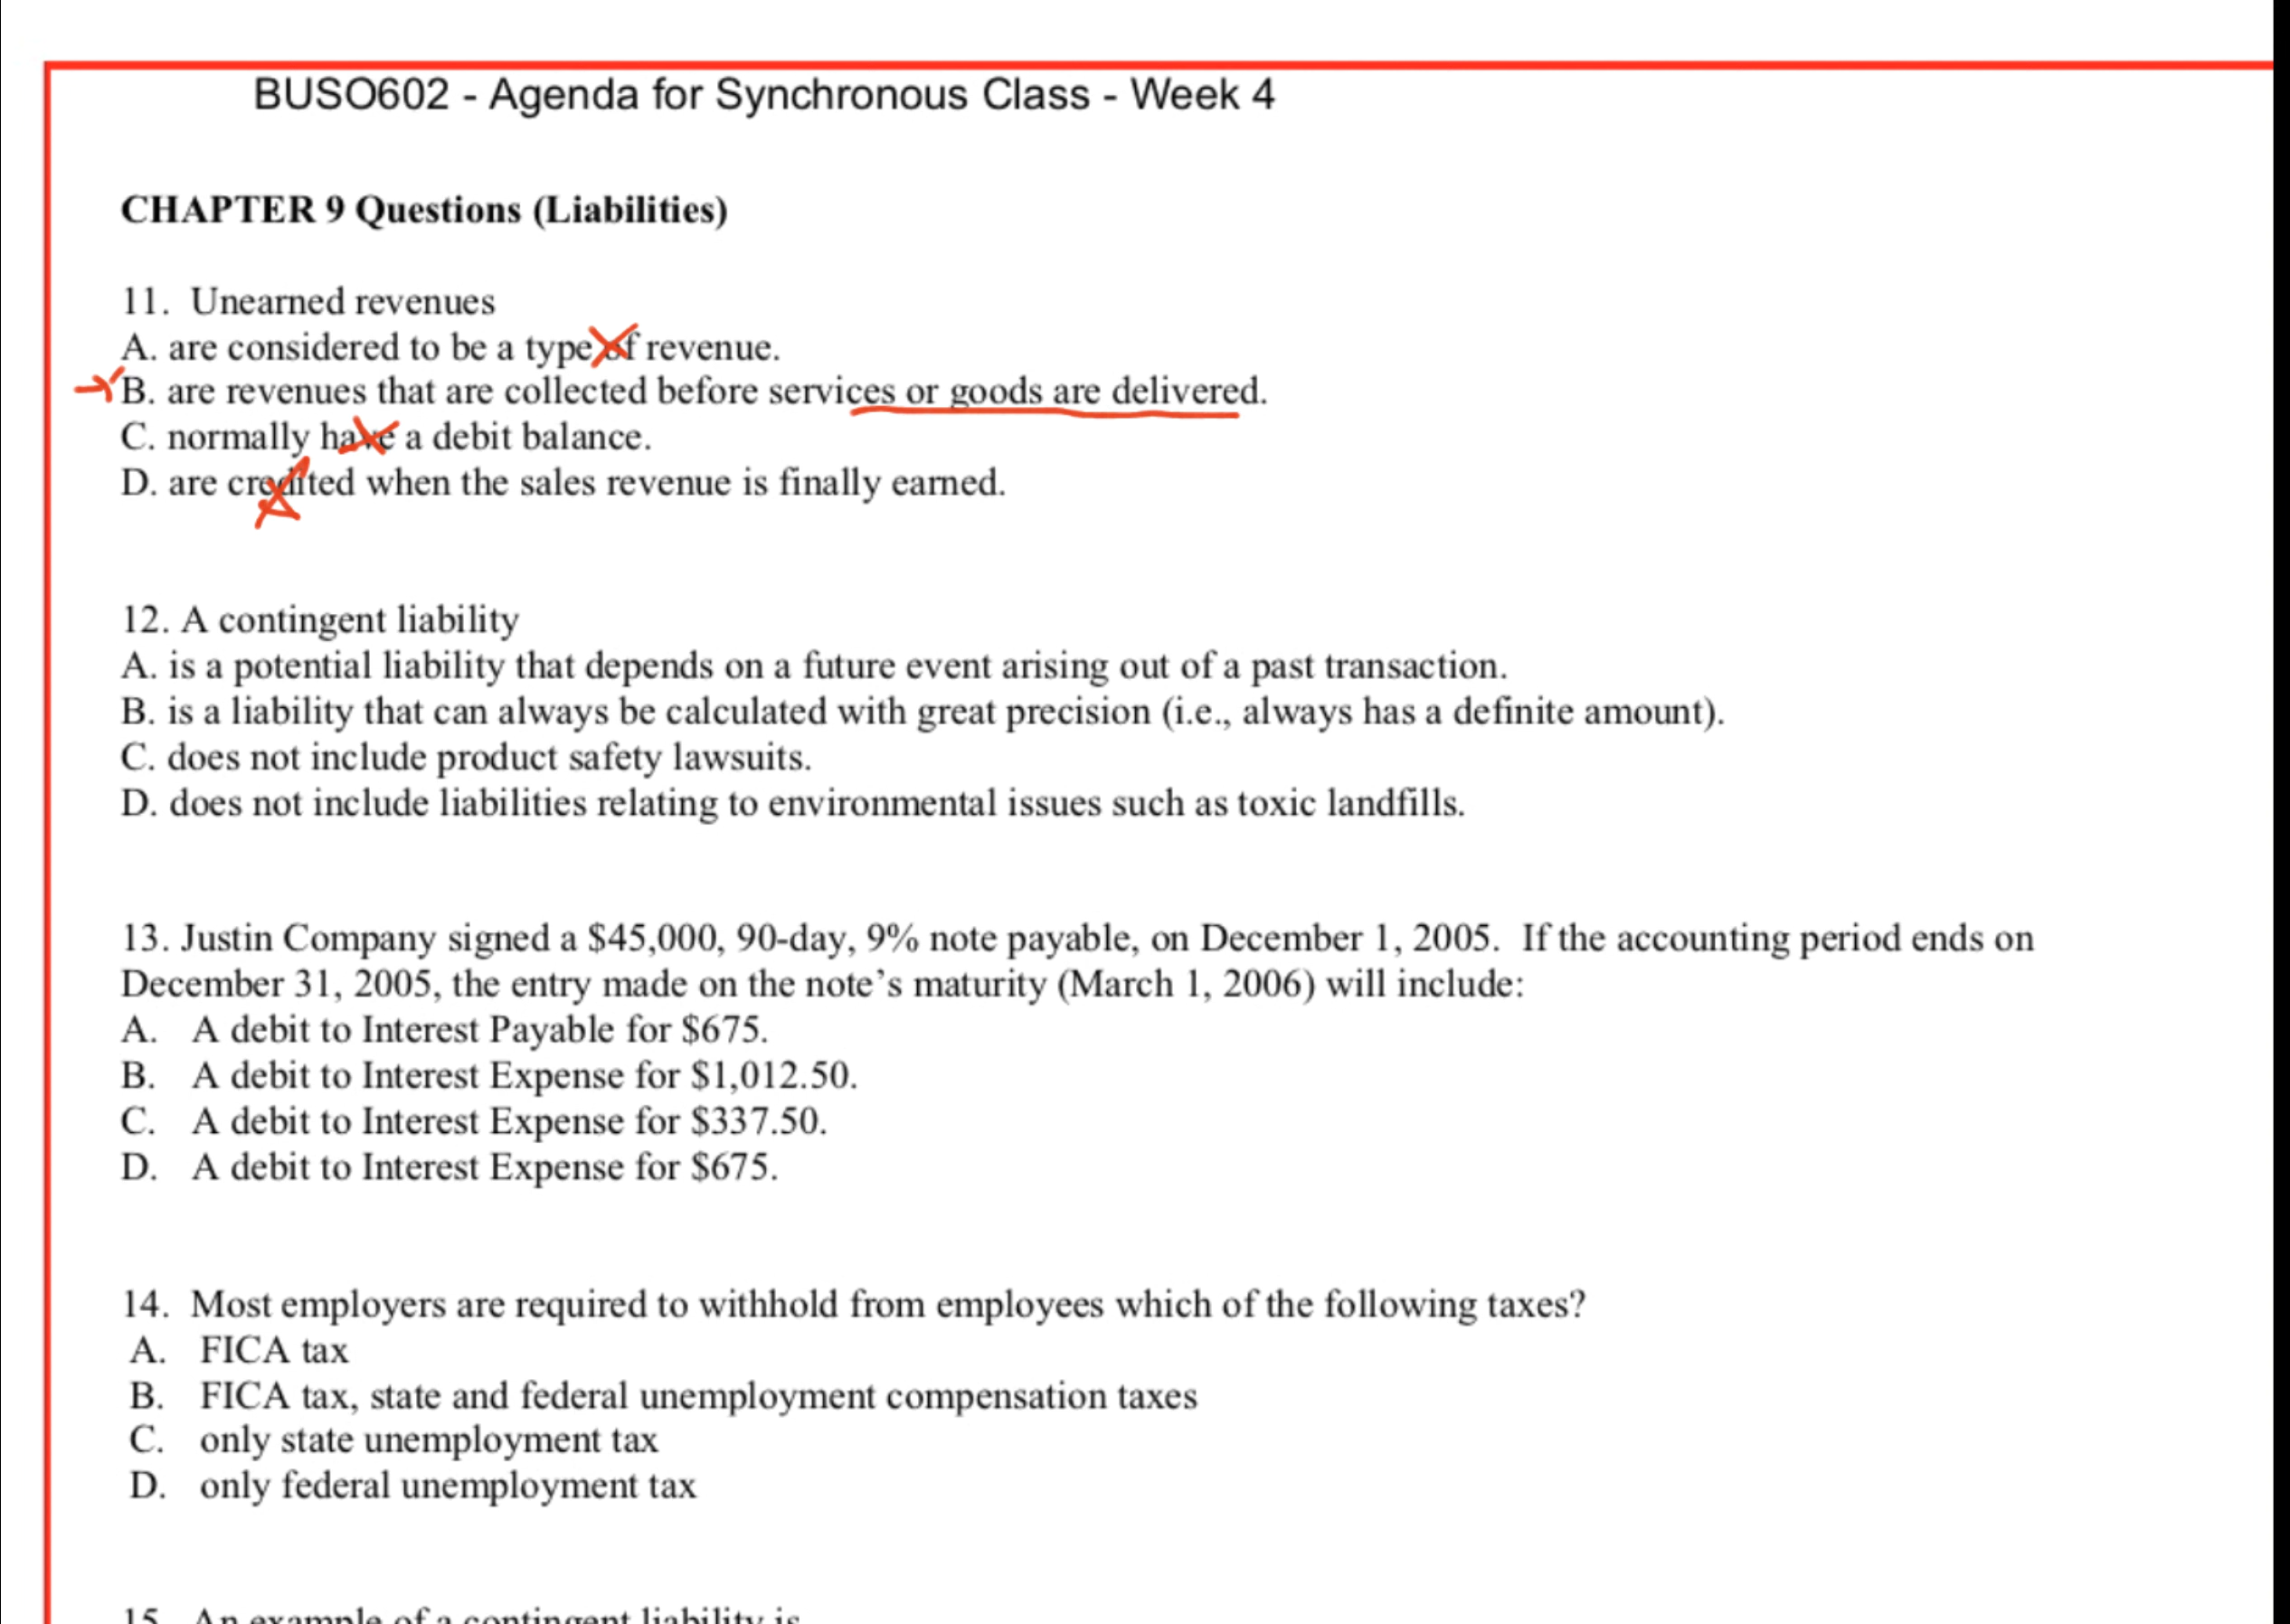 BUSO602 - Agenda for Synchronous Class - Week 4
CHAPTER 9 Questions (Liabilities)
11. Unearned revenues
A. are considered to be a type of revenue.
B. are revenues that are collected before services or goods are delivered.
C. normally have a debit balance.
D. are credited when the sales revenue is finally earned.
12. A contingent liability
A. is a potential liability that depends on a future event arising out of a past transaction.
B. is a liability that can always be calculated with great precision (i.e., always has a definite amount).
C. does not include product safety lawsuits.
D. does not include liabilities relating to environmental issues such as toxic landfills.
13. Justin Company signed a $45,000, 90-day, 9% note payable, on December 1, 2005. If the accounting period ends on
December 31, 2005, the entry made on the note’s maturity (March 1, 2006) will include:
A. A debit to Interest Payable for $675.
B. A debit to Interest Expense for $1,012.50.
C. A debit to Interest Expense for $337.50.
D. A debit to Interest Expense for $675.
14. Most employers are required to withhold from employees which of the following taxes?
A. FICA tax
B. FICA tax, state and federal unemployment compensation taxes
C. only state unemployment tax
D. only federal unemployment tax
15. An example of a contingent liability is